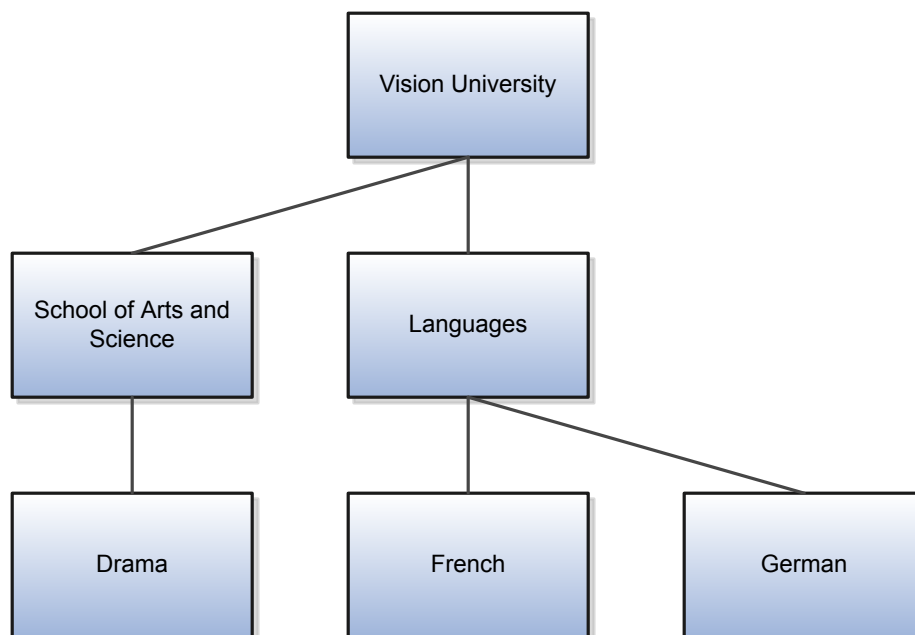 Vision University
School of Arts and
Science
Languages
Drama
French
German